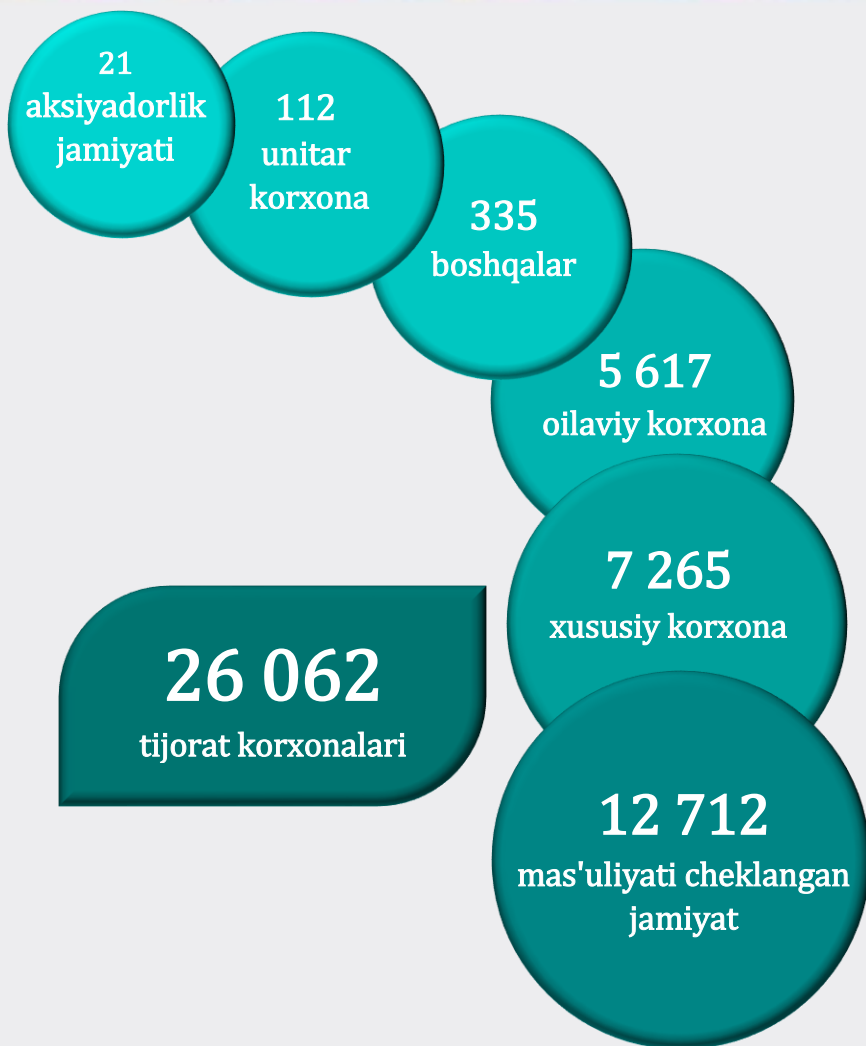 21
aksiyadorlik
jamiyati
112
unitar
korxona
335
boshqalar
5 617
oilaviy korxona
7 265
xususiy korxona
26 062
tijorat korxonalari
12 712
mas'uliyati cheklangan
jamiyat